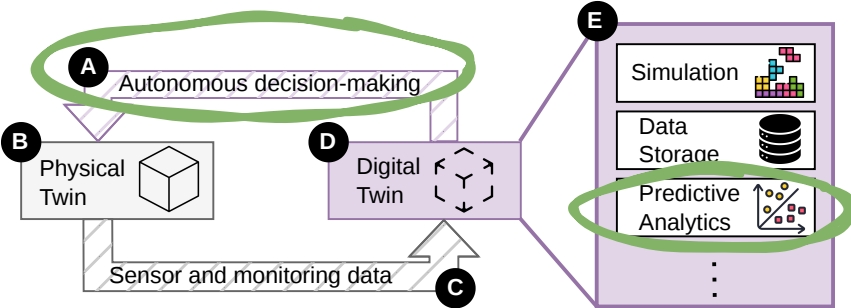 A
Autonomous decision-making
B
Physical
Twin
D
Digital
Twin
Sensor and monitoring data
C
E
Simulation
Data
Storage
Predictive
Analytics